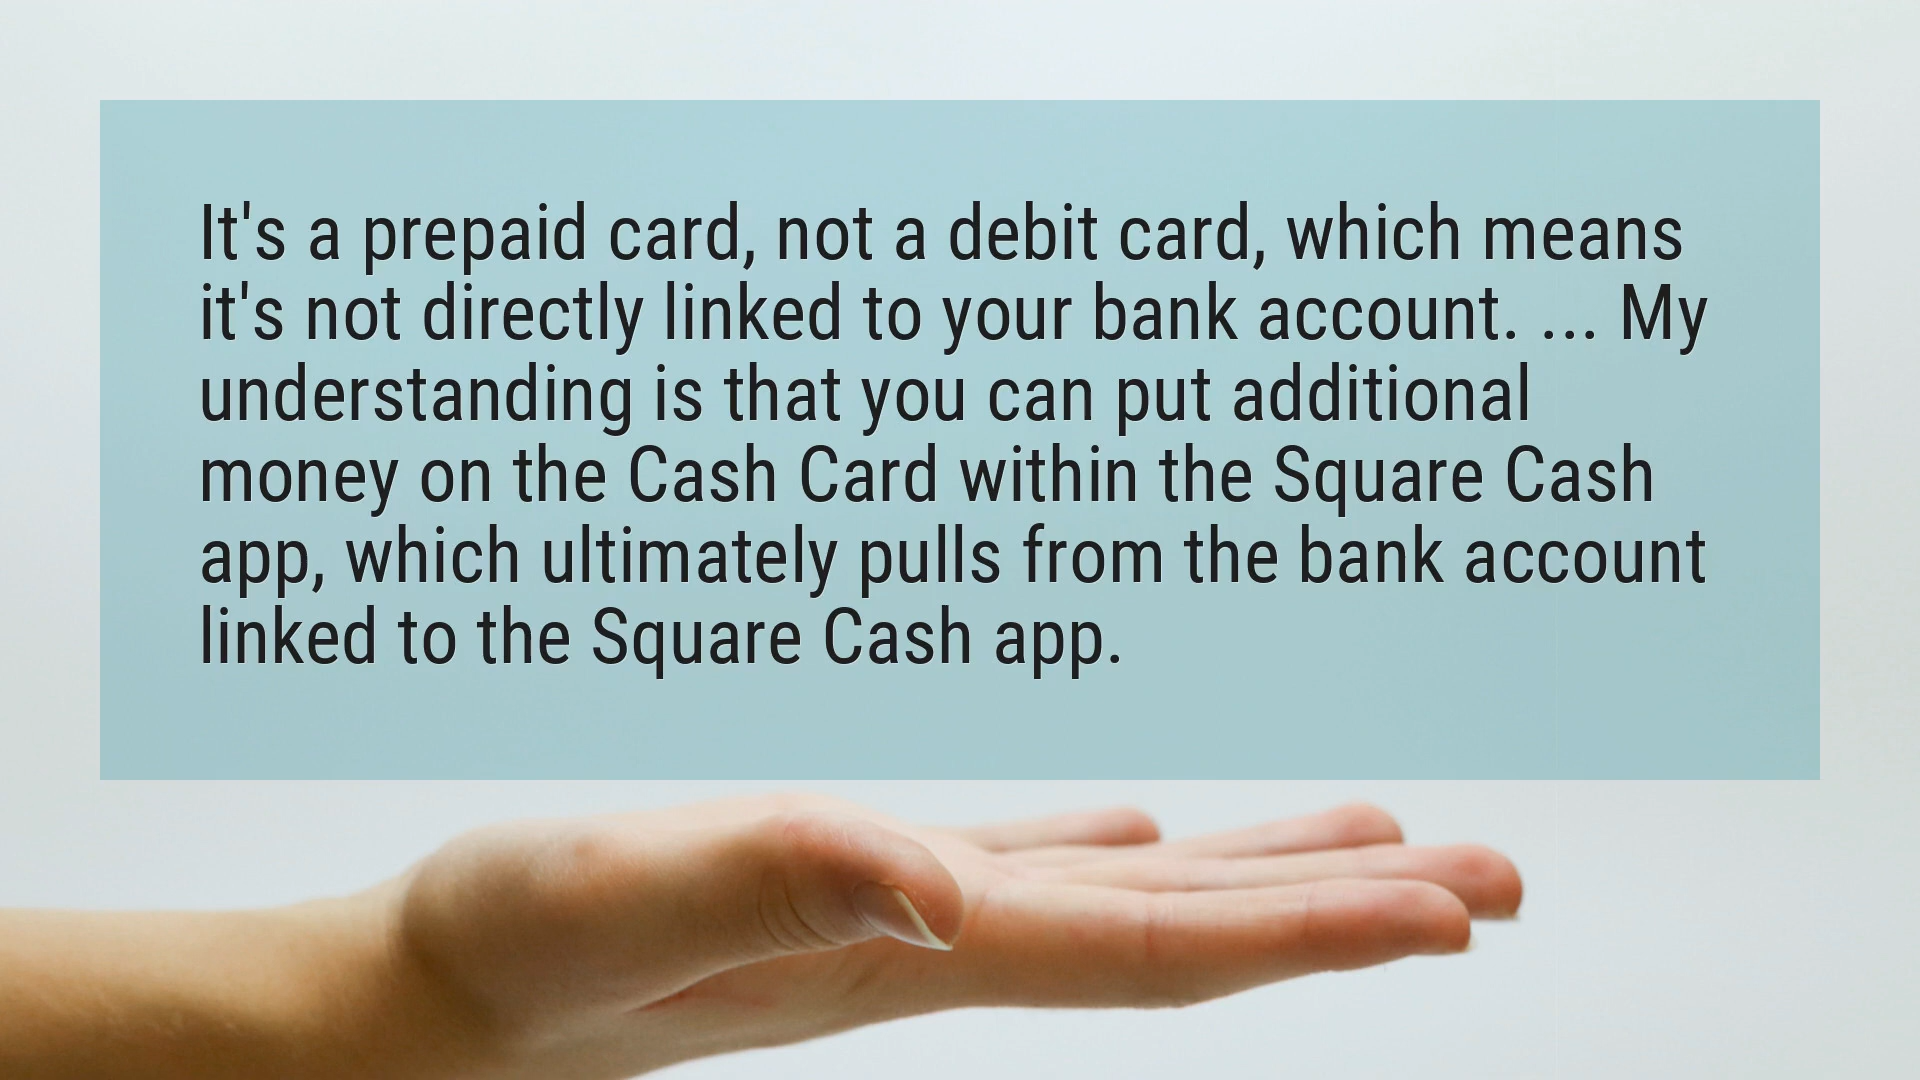 It's a prepaid card, not a debit card, which means
it's not directly linked to your bank account. ... My
understanding is that you can put additional
money on the Cash Card within the Square Cash
app, which ultimately pulls from the bank account
linked to the Square Cash app.